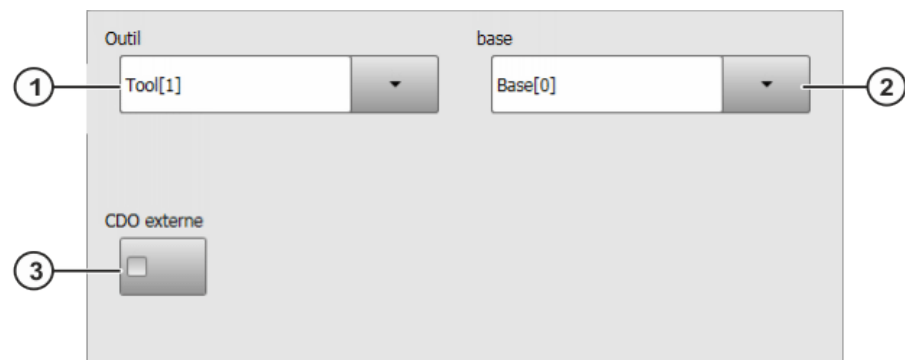 Outil
base
1
Tool[1]
Base[0]
2
CDO externe
3